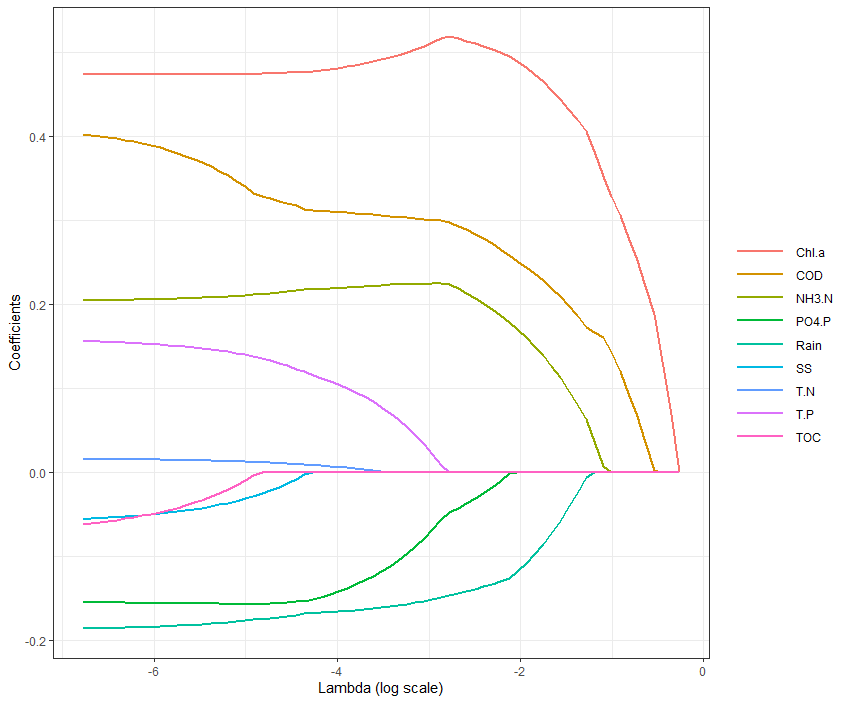 0.4
0.2
0.0
-0.2
Coefficients
-6
-4
-2
0
Lambda (log scale)
Chl.a
COD
NH3.N
PO4.P
Rain
SS
T.N
T.P
TOC